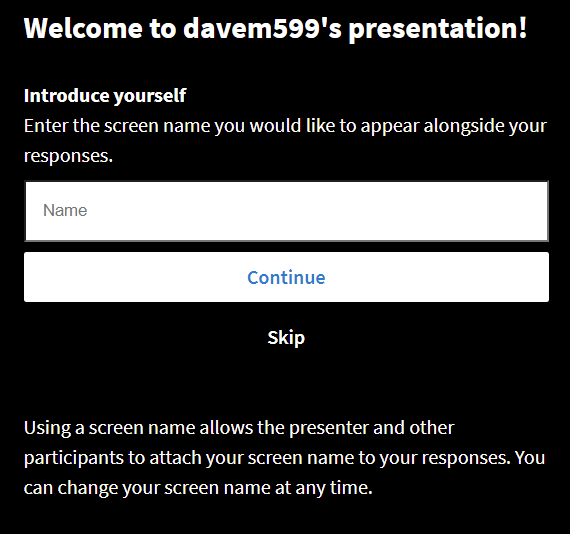 Welcome to davem599's presentation!
Introduce yourself
Enter the screen name you would like to appear alongside your
responses.
Name
Continue
Skip
Using a screen name allows the presenter and other
participants to attach your screen name to your responses. You
can change your screen name at any time.